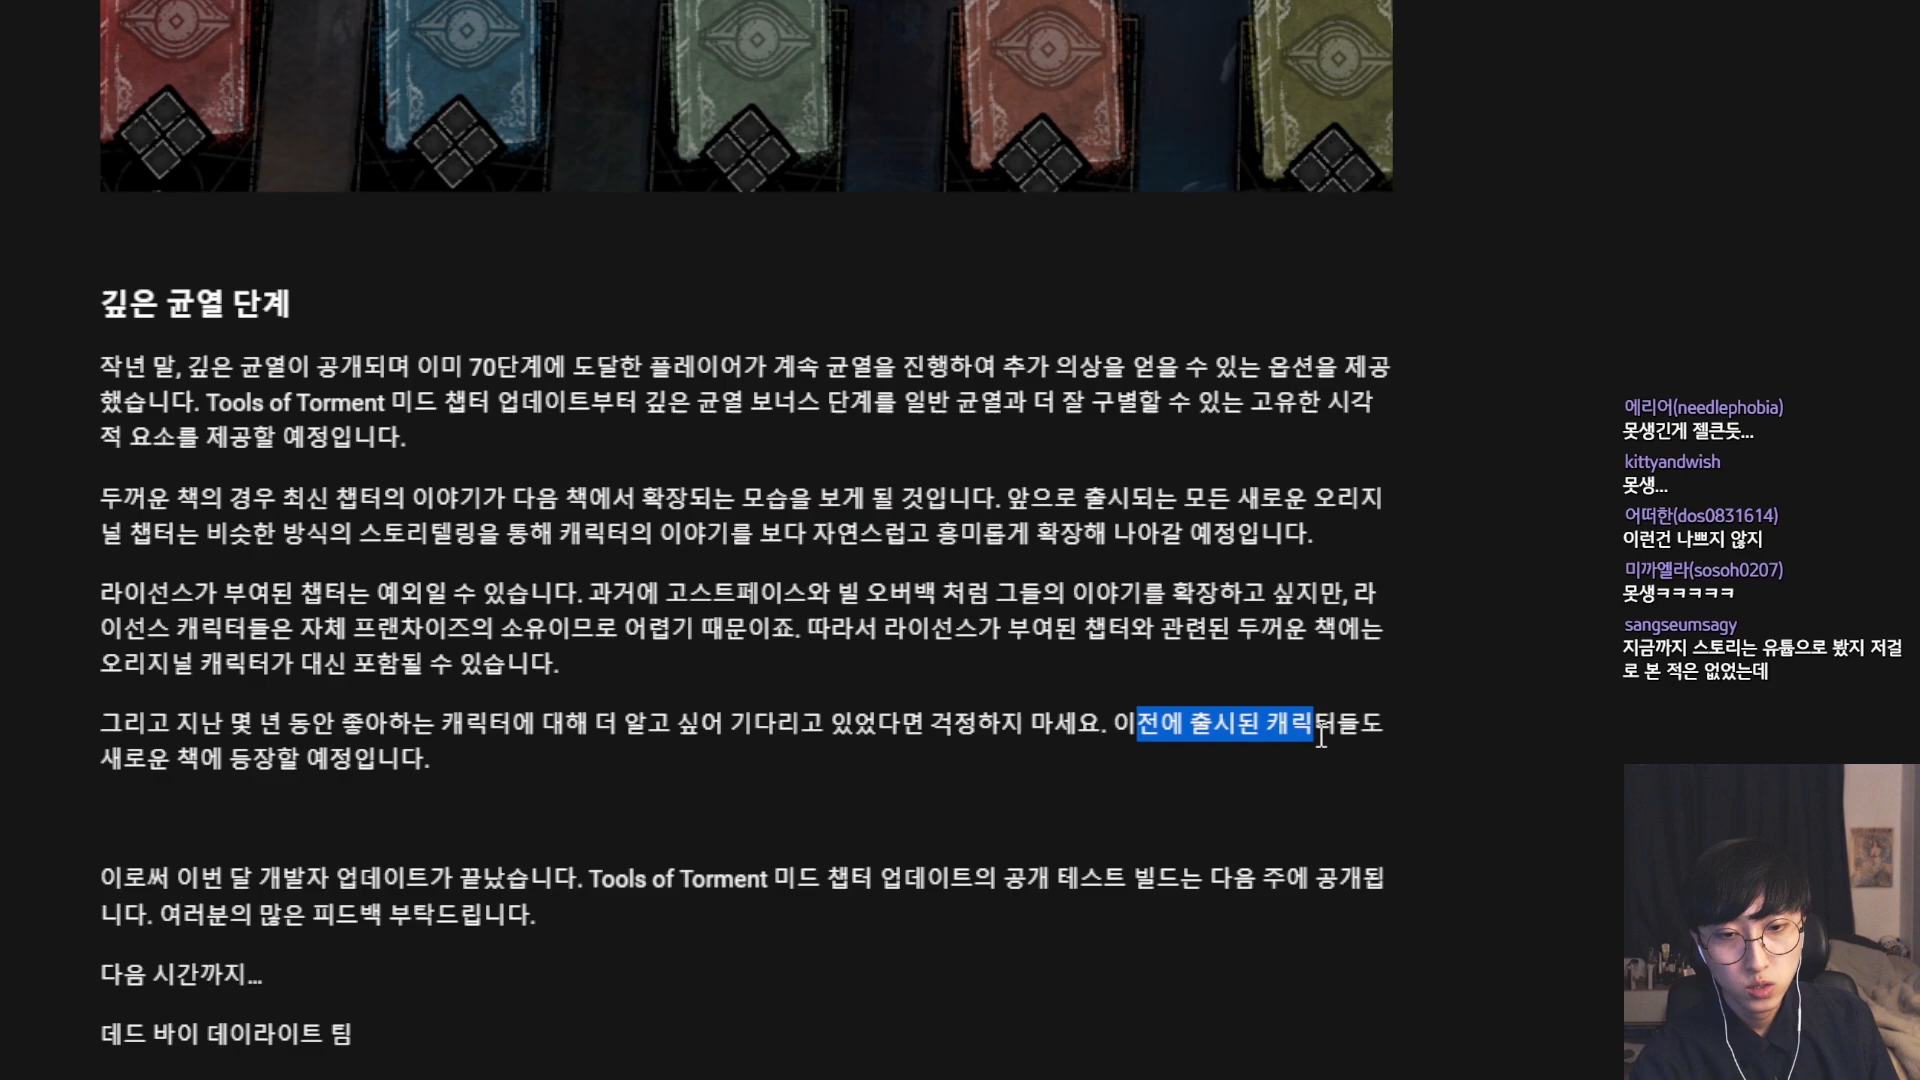 깊은 균열 단계
작년 말, 깊은 균열이 공개되며 이미 70단계에 도달한 플레이어가 계속 균열을 진행하여 추가 의상을 얻을 수 있는 옵션을 제공
했습니다. Tools of Torment 미드 챕터 업데이트부터 깊은 균열 보너스 단계를 일반 균열과 더 잘 구별할 수 있는 고유한 시각
적 요소를 제공할 예정입니다.
두꺼운 책의 경우 최신 챕터의 이야기가 다음 책에서 확장되는 모습을 보게 될 것입니다. 앞으로 출시되는 모든 새로운 오리지
널 챕터는 비슷한 방식의 스토리텔링을 통해 캐릭터의 이야기를 보다 자연스럽고 흥미롭게 확장해 나아갈 예정입니다.
라이선스가 부여된 챕터는 예외일 수 있습니다. 과거에 고스트페이스와 빌 오버백 처럼 그들의 이야기를 확장하고 싶지만, 라
이선스 캐릭터들은 자체 프랜차이즈의 소유이므로 어렵기 때문이죠. 따라서 라이선스가 부여된 챕터와 관련된 두꺼운 책에는
오리지널 캐릭터가 대신 포함될 수 있습니다.
그리고 지난 몇 년 동안 좋아하는 캐릭터에 대해 더 알고 싶어 기다리고 있었다면 걱정하지 마세요. 이전에 출시된 캐릭터들도
새로운 책에 등장할 예정입니다.
이로써 이번 달 개발자 업데이트가 끝났습니다. Tools of Torment 미드 챕터 업데이트의 공개 테스트 빌드는 다음 주에 공개됩
니다. 여러분의 많은 피드백 부탁드립니다.
다음 시간까지...
데드 바이 데이라이트 팀
에리어(needlephobia)
못생긴게 젤큰듯...
kittyandwish
못생...
어떠한(dos0831614)
이런건 나쁘지 않지
미까엘라(sosoh0207)
못생ㅋㅋㅋㅋㅋ
sangseumsagy
지금까지 스토리는 유튭으로 봤지 저걸
로 본 적은 없었는데